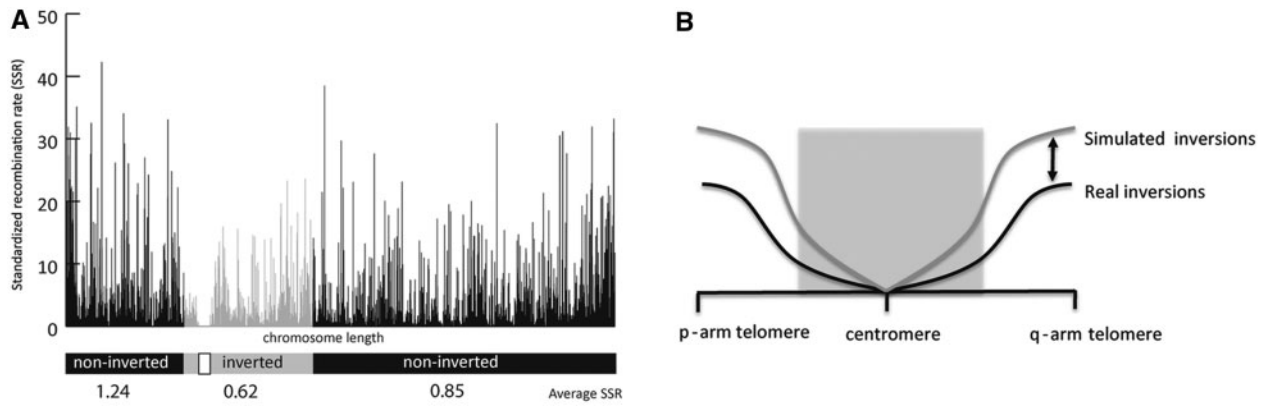 A
Standardized recombination rate (SSR)
50
40
30
20
10
0
chromosome length
non-inverted inverted non-inverted
1.24 0.62 0.85 Average SSR
B
Simulated inversions
Real inversions
p-arm telomere centromere q-arm telomere